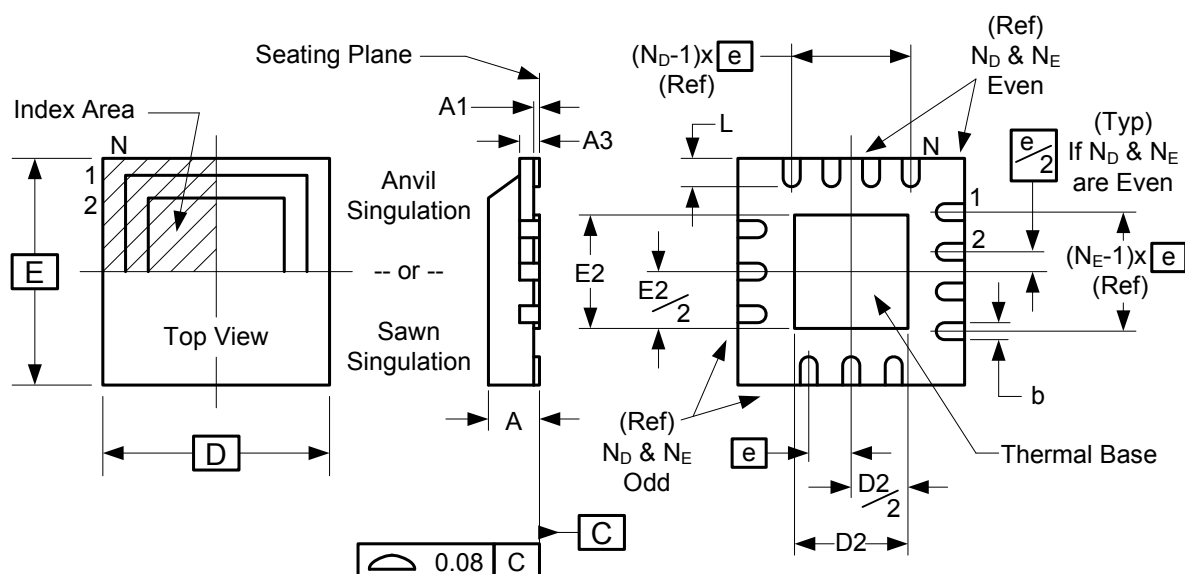 Seating Plane
Index Area
N
1
2
E
Top View
D
A1
A3
Anvil
Singulation
-- or --
Sawn
Singulation
A
C
0.08 C
(N_D-1)x e
(Ref)
L
(Ref)
N_D & N_E
Even
N
e/2
(Typ)
If N_D & N_E
are Even
1
2
(N_E-1)x e
(Ref)
E2
E2/2
b
(Ref)
N_D & N_E
Odd
e
Thermal Base
D2/2
D2